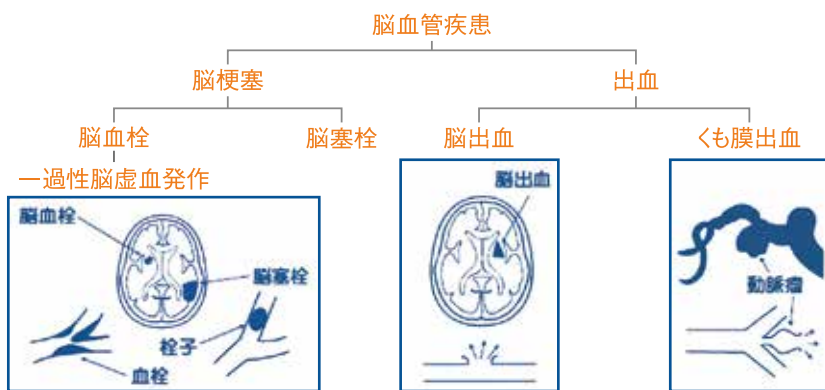 脳血管疾患
脳梗塞
出血
脳血栓
脳塞栓
脳出血
くも膜出血
一過性脳虚血発作
脳血栓
脳塞栓
栓子
血栓
脳出血
動脈瘤